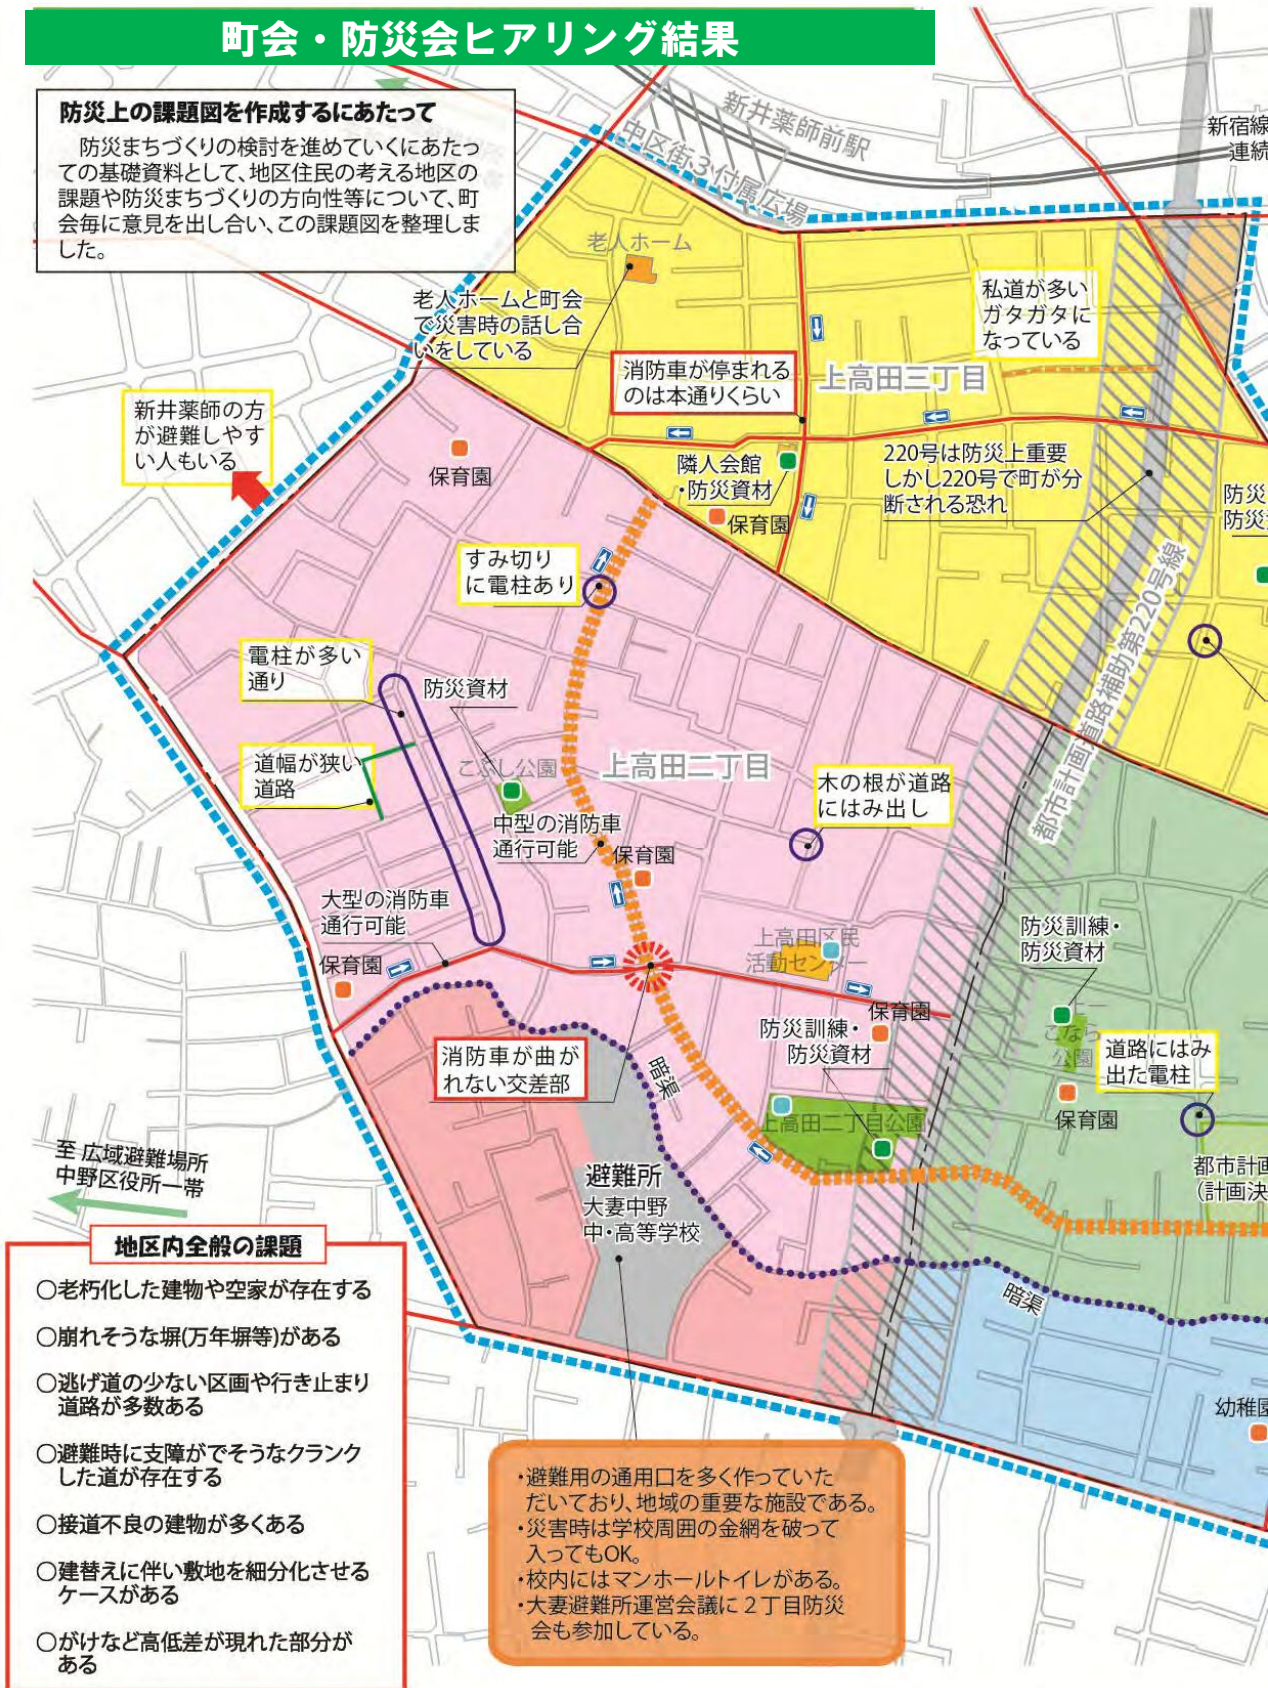 町会・防災会ヒアリング結果
防災上の課題図を作成するにあたって
防災まちづくりの検討を進めていくにあたっ
ての基礎資料として、地区住民の考える地区の
課題や防災まちづくりの方向性等について、町
会毎に意見を出し合い、この課題図を整理しま
した。
新井薬師前駅
中区街3付属広場
新宿線
連続
老人ホーム
老人ホームと町会
で災害時の話し合
いをしている
私道が多い
ガタガタに
なっている
消防車が停まれる
のは本通りくらい
上高田三丁目
新井薬師の方
が避難しやす
い人もいる
保育園
隣人会館
・防災資材
保育園
220号は防災上重要
しかし220号で町が分
断される恐れ
防災
防災
すみ切り
に電柱あり
都市計画道路補助第220号線
電柱が多い
通り
防災資材
道幅が狭い
道路
こぶし公園
上高田二丁目
木の根が道路
にはみ出し
中型の消防車
通行可能
保育園
大型の消防車
通行可能
保育園
上高田区民
活動センター
防災訓練・
防災資材
保育園
防災訓練・
防災資材
こなら
公園
道路にはみ
出た電柱
消防車が曲が
れない交差部
暗渠
上高田二丁目公園
保育園
至 広域避難場所
中野区役所一帯
避難所
大妻中野
中・高等学校
都市計画
(計画決
暗渠
幼稚園
地区内全般の課題
○老朽化した建物や空家が存在する
○崩れそうな塀(万年塀等)がある
○逃げ道の少ない区画や行き止まり
道路が多数ある
○避難時に支障がでそうなクランク
した道が存在する
○接道不良の建物が多くある
○建替えに伴い敷地を細分化させる
ケースがある
○がけなど高低差が現れた部分が
ある
・避難用の通用口を多く作っていた
だいており、地域の重要な施設である。
・災害時は学校周囲の金網を破って
入ってもOK。
・校内にはマンホールトイレがある。
・大妻避難所運営会議に２丁目防災
会も参加している。